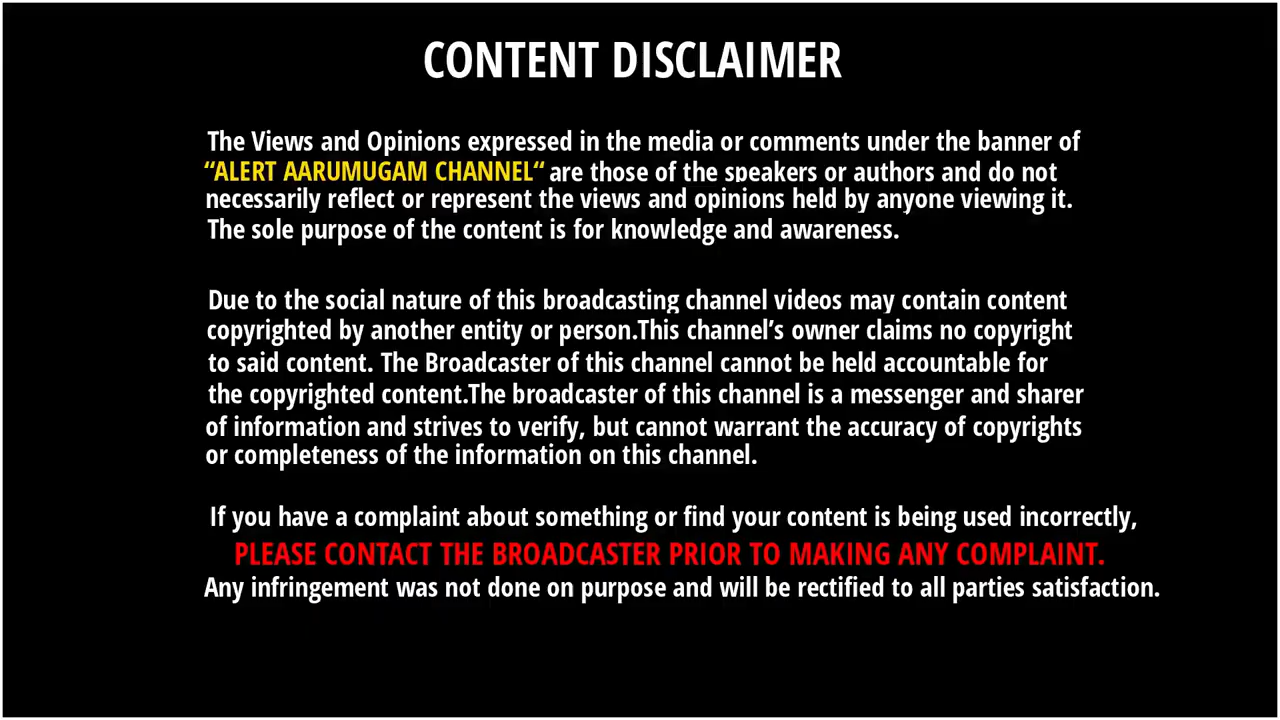 CONTENT DISCLAIMER
The Views and Opinions expressed in the media or comments under the banner of
“ALERT AARUMUGAM CHANNEL“ are those of the speakers or authors and do not
necessarily reflect or represent the views and opinions held by anyone viewing it.
The sole purpose of the content is for knowledge and awareness.
Due to the social nature of this broadcasting channel videos may contain content
copyrighted by another entity or person.This channel’s owner claims no copyright
to said content. The Broadcaster of this channel cannot be held accountable for
the copyrighted content.The broadcaster of this channel is a messenger and sharer
of information and strives to verify, but cannot warrant the accuracy of copyrights
or completeness of the information on this channel.
If you have a complaint about something or find your content is being used incorrectly,
PLEASE CONTACT THE BROADCASTER PRIOR TO MAKING ANY COMPLAINT.
Any infringement was not done on purpose and will be rectified to all parties satisfaction.